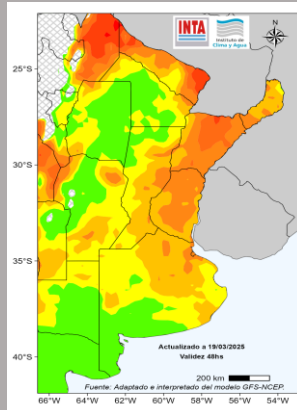 INTA
Instituto de
Clima y Agua
N
25°S
30°S
35°S
40°S
Actualizado a 19/03/2025
Validez 48hs
200 km
Fuente: Adaptado e interpretado del modelo GFS-NCEP.
66°W 64°W 62°W 60°W 58°W 56°W 54°W